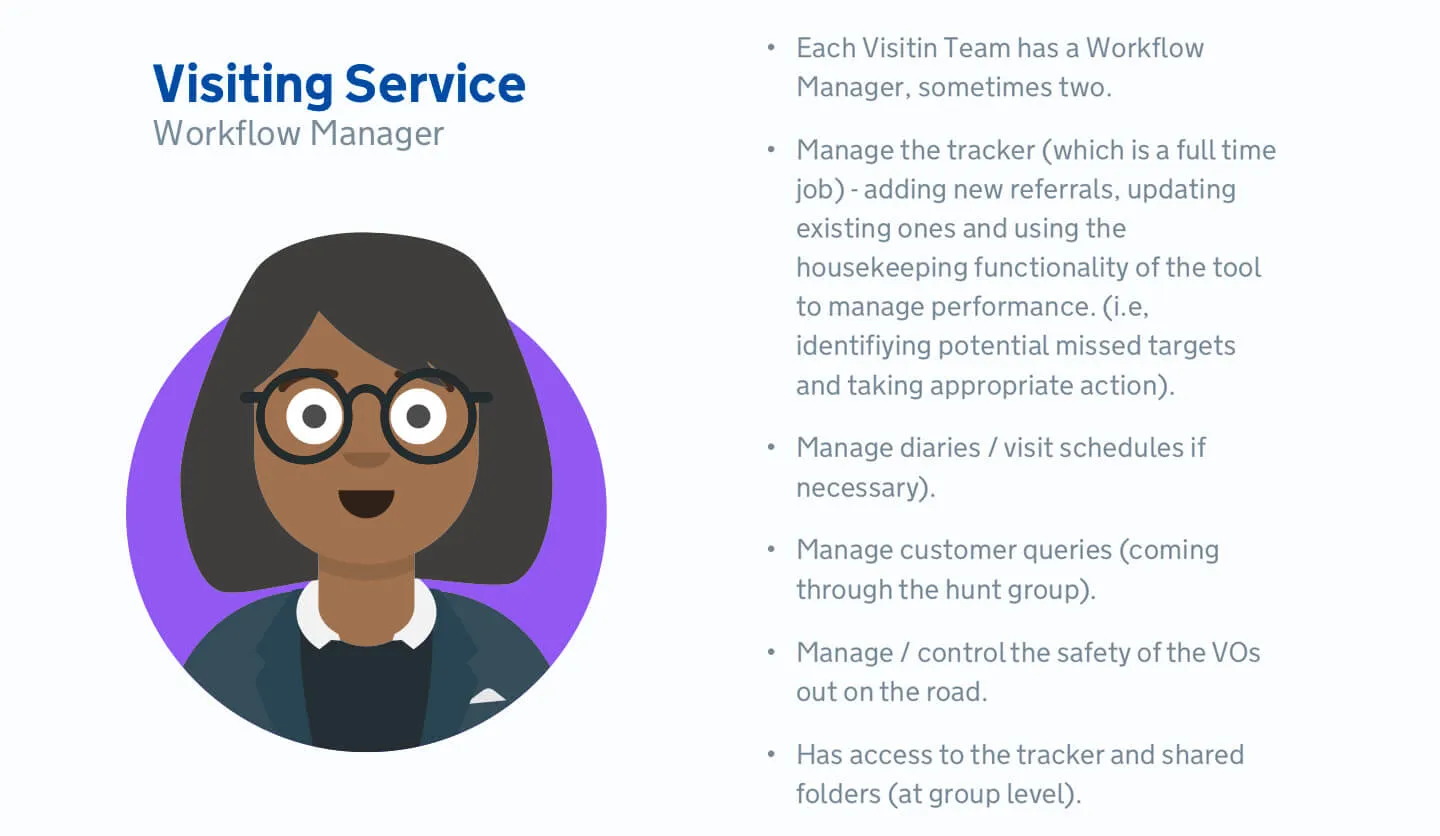 Visiting Service
Workflow Manager
• Each Visitin Team has a Workflow
Manager, sometimes two.
• Manage the tracker (which is a full time
job) - adding new referrals, updating
existing ones and using the
housekeeping functionality of the tool
to manage performance. (i.e,
identifiying potential missed targets
and taking appropriate action).
• Manage diaries / visit schedules if
necessary).
• Manage customer queries (coming
through the hunt group).
• Manage / control the safety of the VOs
out on the road.
• Has access to the tracker and shared
folders (at group level).